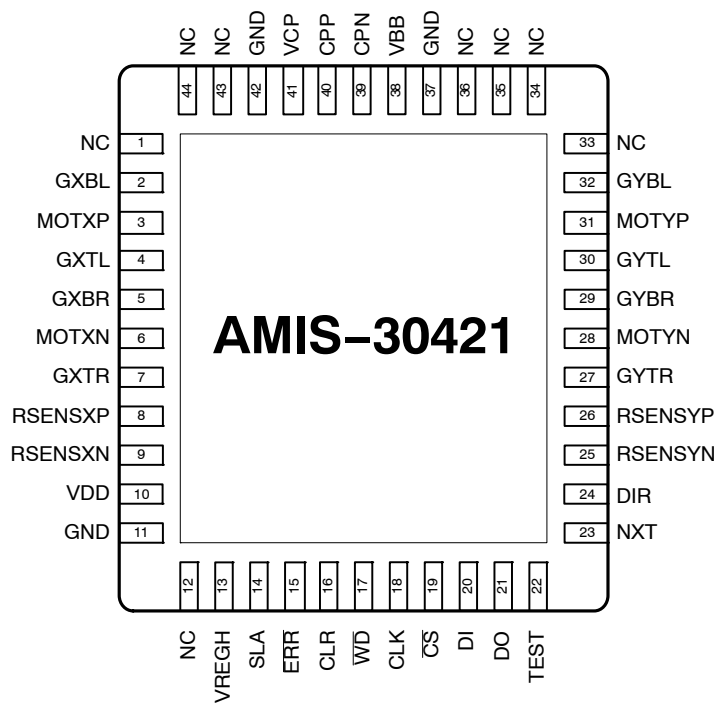 NC NC GND VCP CPP CPN VBB GND NC NC NC
44 43 42 41 40 39 38 37 36 35 34
NC 1 33 NC
GXBL 2 32 GYBL
MOTXP 3 31 MOTYP
GXTL 4 30 GYTL
GXBR 5 29 GYBR
AMIS–30421
MOTXN 6 28 MOTYN
GXTR 7 27 GYTR
RSENSXP 8 26 RSENSYP
RSENSXN 9 25 RSENSYN
VDD 10 24 DIR
GND 11 23 NXT
12 13 14 15 16 17 18 19 20 21 22
NC VREGH SLA ERR CLR WD CLK CS DI DO TEST